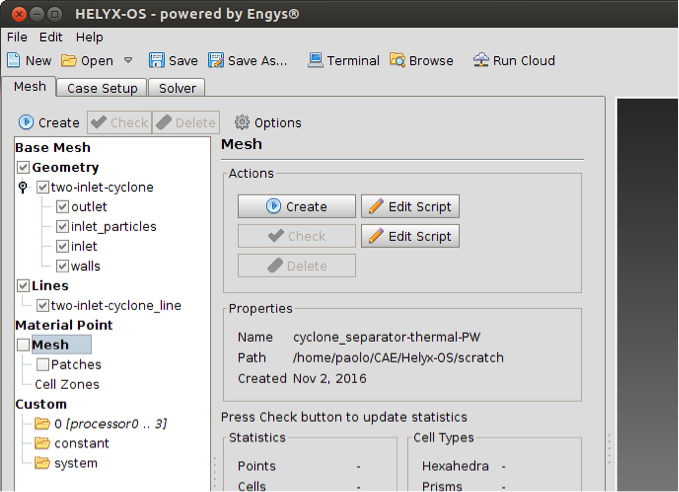 HELYX-OS - powered by Engys®
File Edit Help
New Open Save Save As... Terminal Browse Run Cloud
Mesh Case Setup Solver
Create Check Delete Options
Base Mesh
Geometry
two-inlet-cyclone
outlet
inlet_particles
inlet
walls
Lines
two-inlet-cyclone_line
Material Point
Mesh
Patches
Cell Zones
Custom
0 [processor0 .. 3]
constant
system
Mesh
Actions
Create Edit Script
Check Edit Script
Delete
Properties
Name cyclone_separator-thermal-PW
Path /home/paolo/CAE/Helyx-OS/scratch
Created Nov 2, 2016
Press Check button to update statistics
Statistics
Points -
Cells -
Cell Types
Hexahedra -
Prisms -